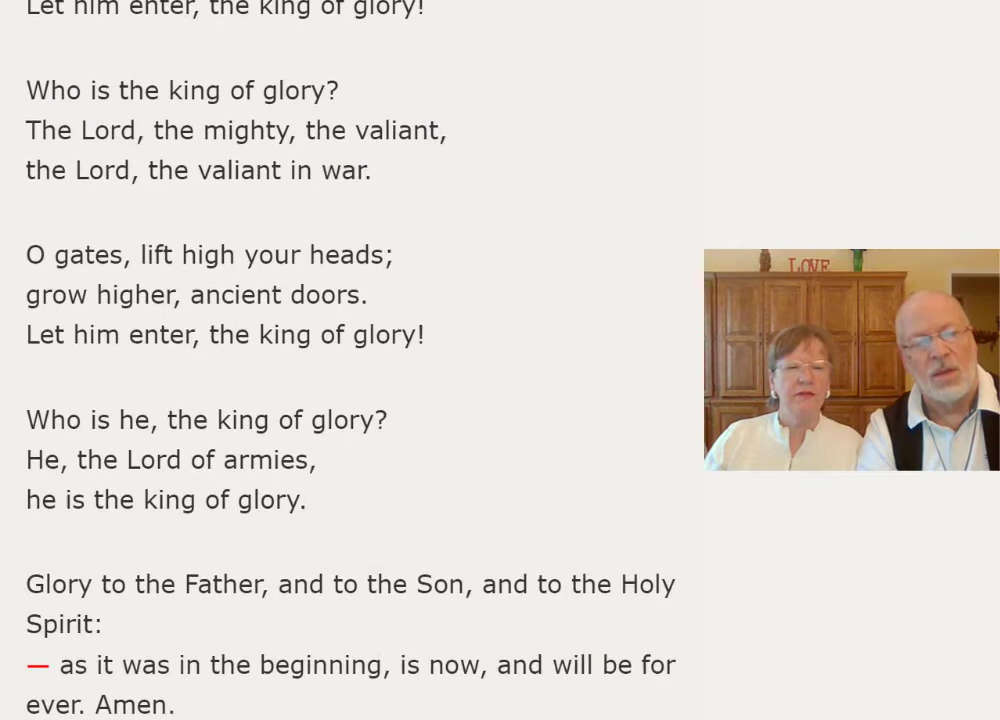 Let him enter, the king of glory!
Who is the king of glory?
The Lord, the mighty, the valiant,
the Lord, the valiant in war.
O gates, lift high your heads;
grow higher, ancient doors.
Let him enter, the king of glory!
Who is he, the king of glory?
He, the Lord of armies,
he is the king of glory.
Glory to the Father, and to the Son, and to the Holy
Spirit:
— as it was in the beginning, is now, and will be for
ever. Amen.
LOVE